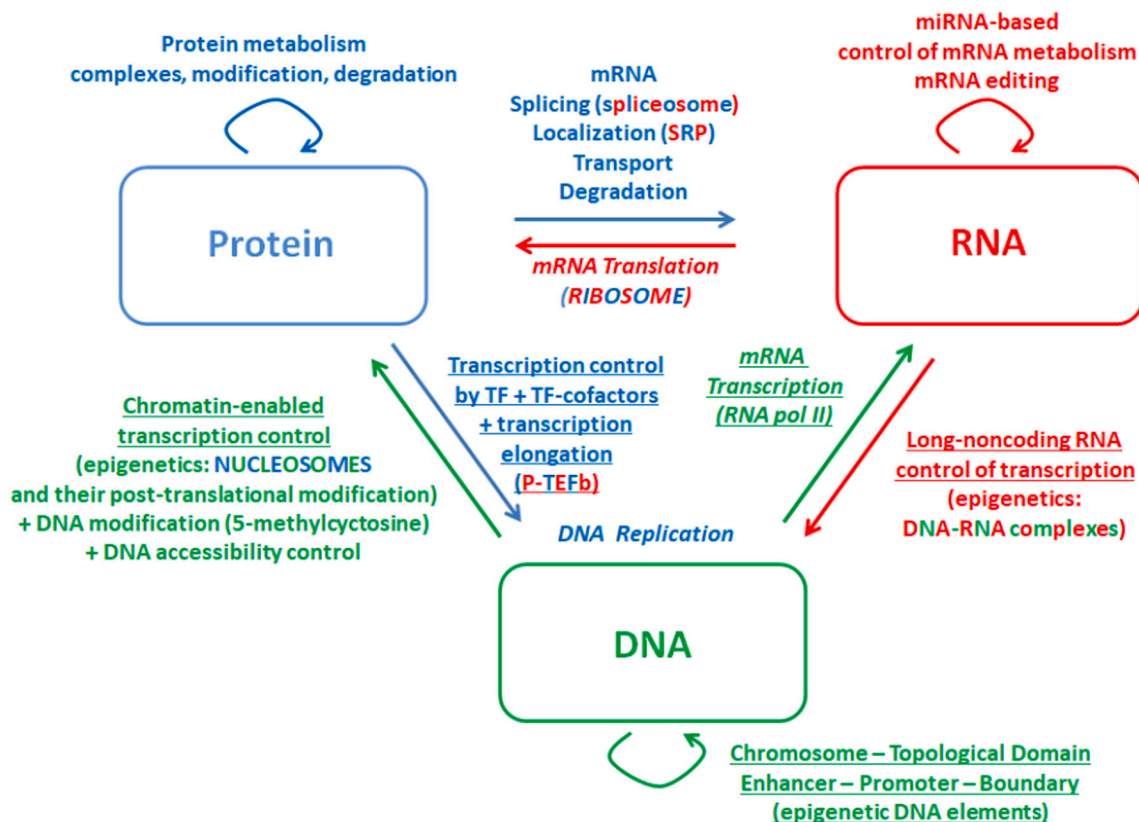 Protein metabolism
complexes, modification, degradation
mRNA
Splicing (spliceosome)
Localization (SRP)
Transport
Degradation
miRNA-based
control of mRNA metabolism
mRNA editing
Protein
RNA
mRNA Translation
(RIBOSOME)
Chromatin-enabled
transcription control
(epigenetics: NUCLEOSOMES
and their post-translational modification)
+ DNA modification (5-methylcyctosine)
+ DNA accessibility control
Transcription control
by TF + TF-cofactors
+ transcription
elongation
(P-TEFb)
mRNA
Transcription
(RNA pol II)
Long-noncoding RNA
control of transcription
(epigenetics:
DNA-RNA complexes)
DNA Replication
DNA
Chromosome – Topological Domain
Enhancer – Promoter – Boundary
(epigenetic DNA elements)